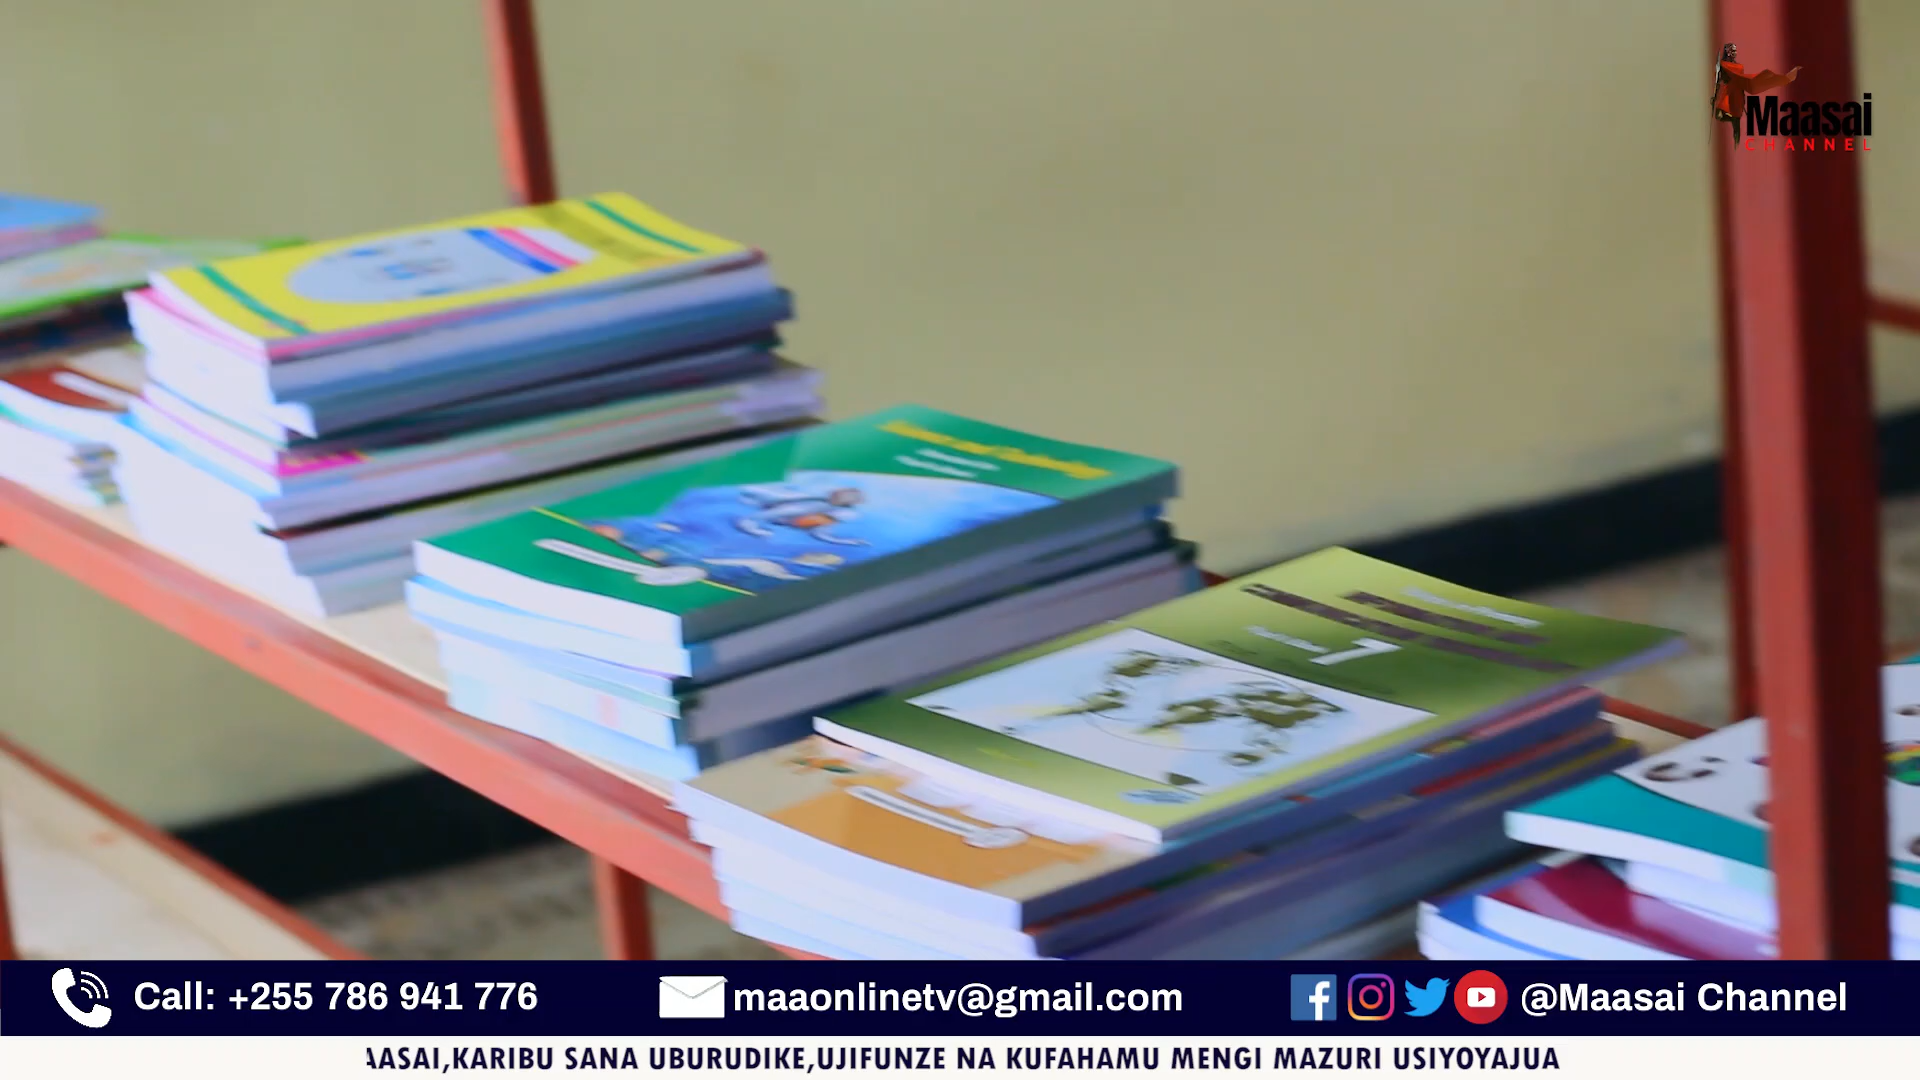 Maasai
CHANNEL
Call: +255 786 941 776
maaonlinetv@gmail.com
@Maasai Channel
AASAI,KARIBU SANA UBURUDIKE,UJIFUNZE NA KUFAHAMU MENGI MAZURI USIYOYAJUA